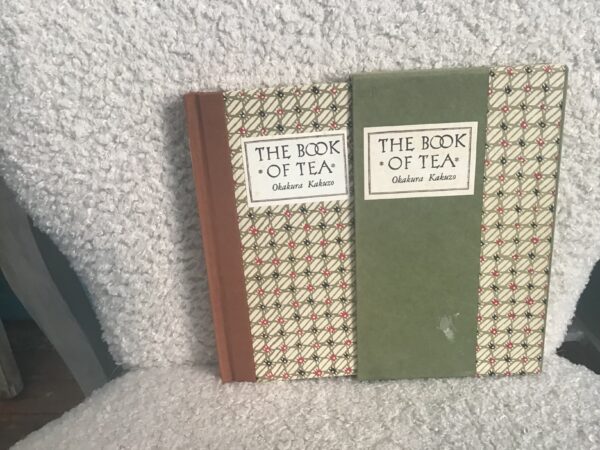 THE BOOK
• OF TEA •
Okakura Kakuzo
THE BOOK
• OF TEA •
Okakura Kakuzo